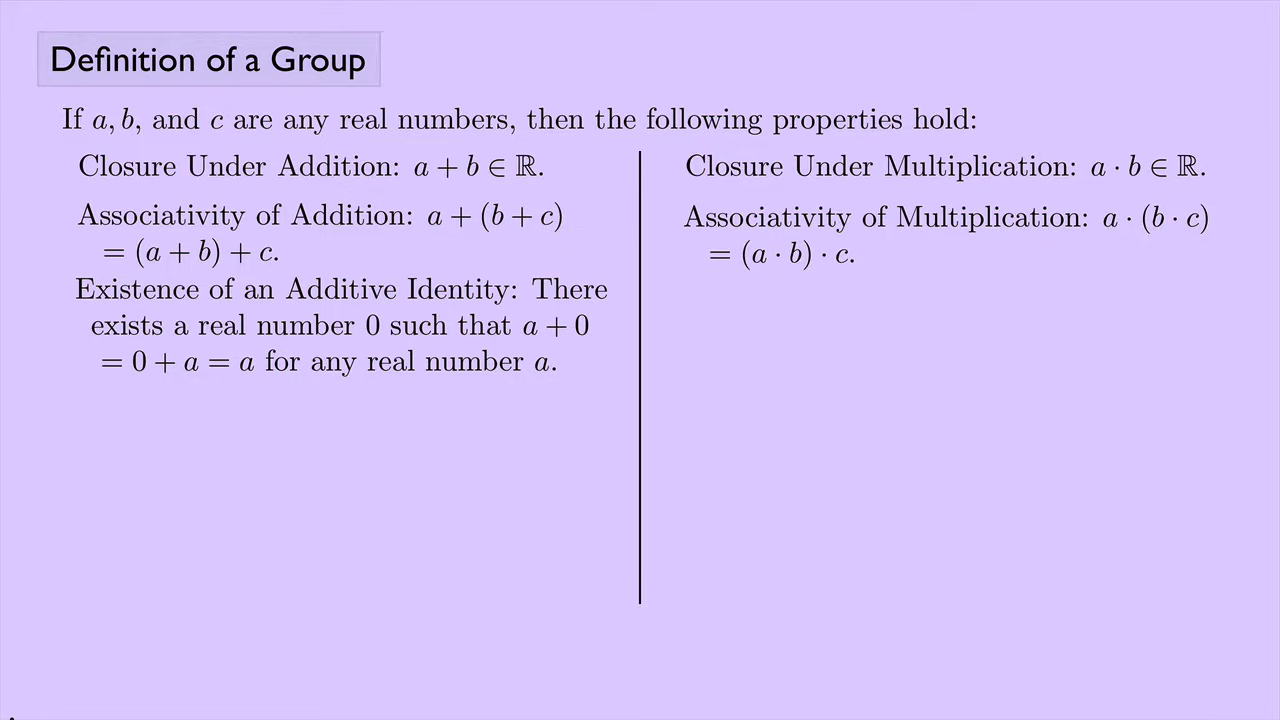 Definition of a Group
If a, b, and c are any real numbers, then the following properties hold:
Closure Under Addition: a + b ∈ ℝ.
Associativity of Addition: a + (b + c)
= (a + b) + c.
Existence of an Additive Identity: There
exists a real number 0 such that a + 0
= 0 + a = a for any real number a.
Closure Under Multiplication: a · b ∈ ℝ.
Associativity of Multiplication: a · (b · c)
= (a · b) · c.